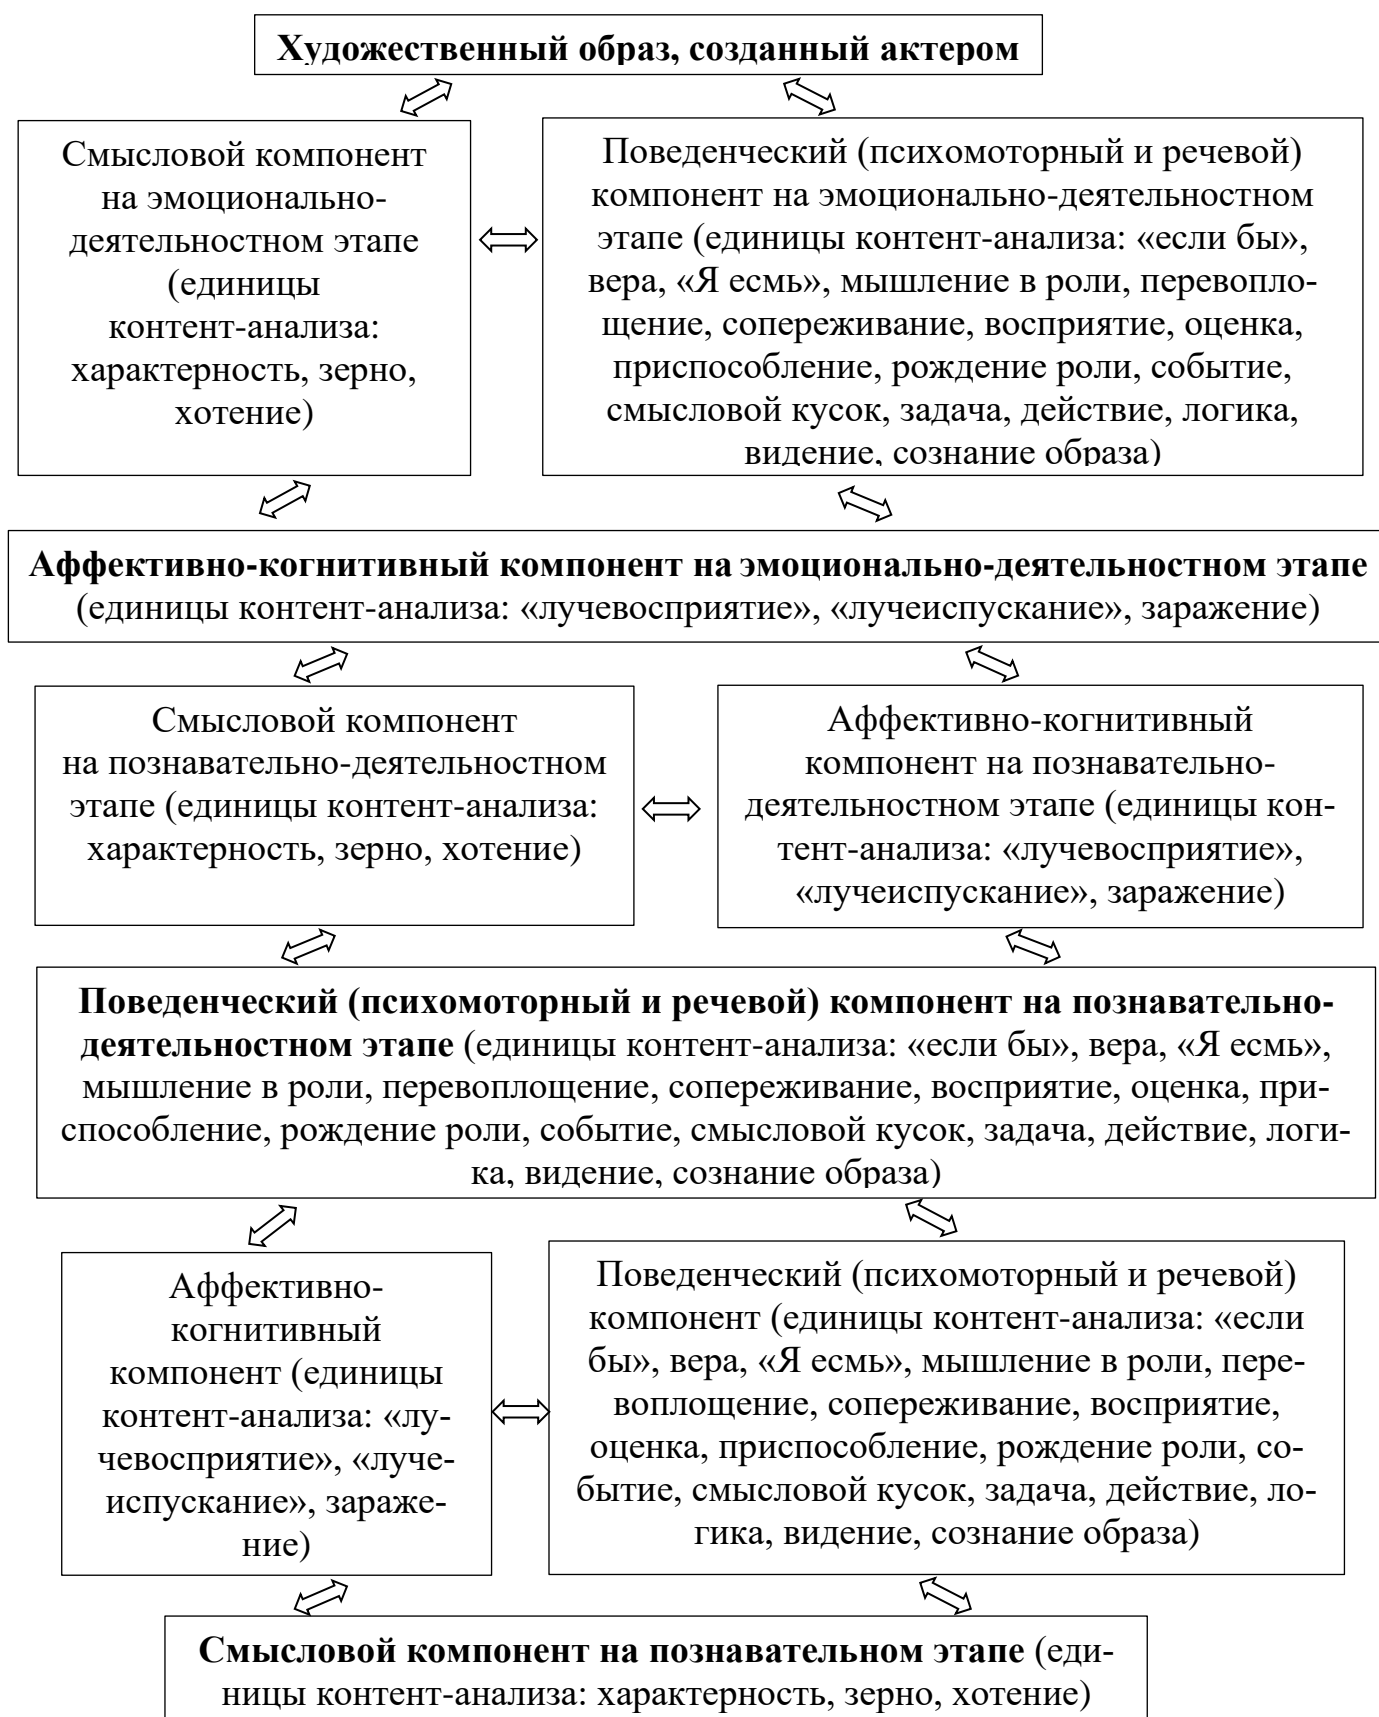 Художественный образ, созданный актером
Смысловой компонент
на эмоционально-
деятельностном этапе
(единицы
контент-анализа:
характерность, зерно,
хотение)
Поведенческий (психомоторный и речевой)
компонент на эмоционально-деятельностном
этапе (единицы контент-анализа: «если бы»,
вера, «Я есмь», мышление в роли, перевопло-
щение, сопереживание, восприятие, оценка,
приспособление, рождение роли, событие,
смысловой кусок, задача, действие, логика,
видение, сознание образа)
Аффективно-когнитивный компонент на эмоционально-деятельностном этапе
(единицы контент-анализа: «лучевосприятие», «лучеиспускание», заражение)
Смысловой компонент
на познавательно-деятельностном
этапе (единицы контент-анализа:
характерность, зерно, хотение)
Аффективно-когнитивный
компонент на познавательно-
деятельностном этапе (единицы кон-
тент-анализа: «лучевосприятие»,
«лучеиспускание», заражение)
Поведенческий (психомоторный и речевой) компонент на познавательно-
деятельностном этапе (единицы контент-анализа: «если бы», вера, «Я есмь»,
мышление в роли, перевоплощение, сопереживание, восприятие, оценка, при-
способление, рождение роли, событие, смысловой кусок, задача, действие, логи-
ка, видение, сознание образа)
Аффективно-
когнитивный
компонент (единицы
контент-анализа: «лу-
чевосприятие», «луче-
испускание», зараже-
ние)
Поведенческий (психомоторный и речевой)
компонент (единицы контент-анализа: «если
бы», вера, «Я есмь», мышление в роли, пере-
воплощение, сопереживание, восприятие,
оценка, приспособление, рождение роли, со-
бытие, смысловой кусок, задача, действие, ло-
гика, видение, сознание образа)
Смысловой компонент на познавательном этапе (еди-
ницы контент-анализа: характерность, зерно, хотение)